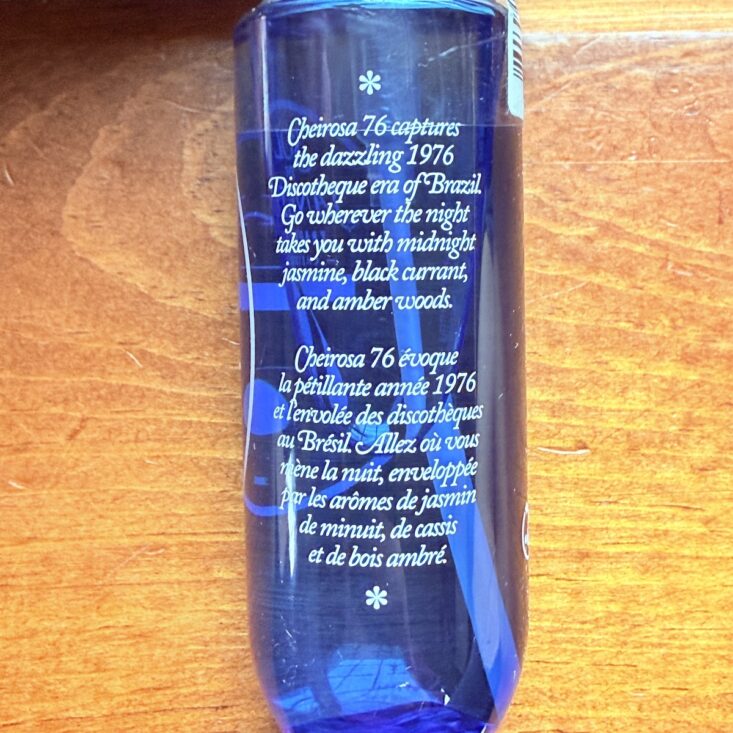 *
Cheirosa 76 captures
the dazzling 1976
Discotheque era of Brazil.
Go wherever the night
takes you with midnight
jasmine, black currant,
and amber woods.
Cheirosa 76 évoque
la pétillante année 1976
et l'envolée des discothèques
au Brésil. Allez où vous
mène la nuit, enveloppée
par les arômes de jasmin
de minuit, de cassis
et de bois ambré.
*